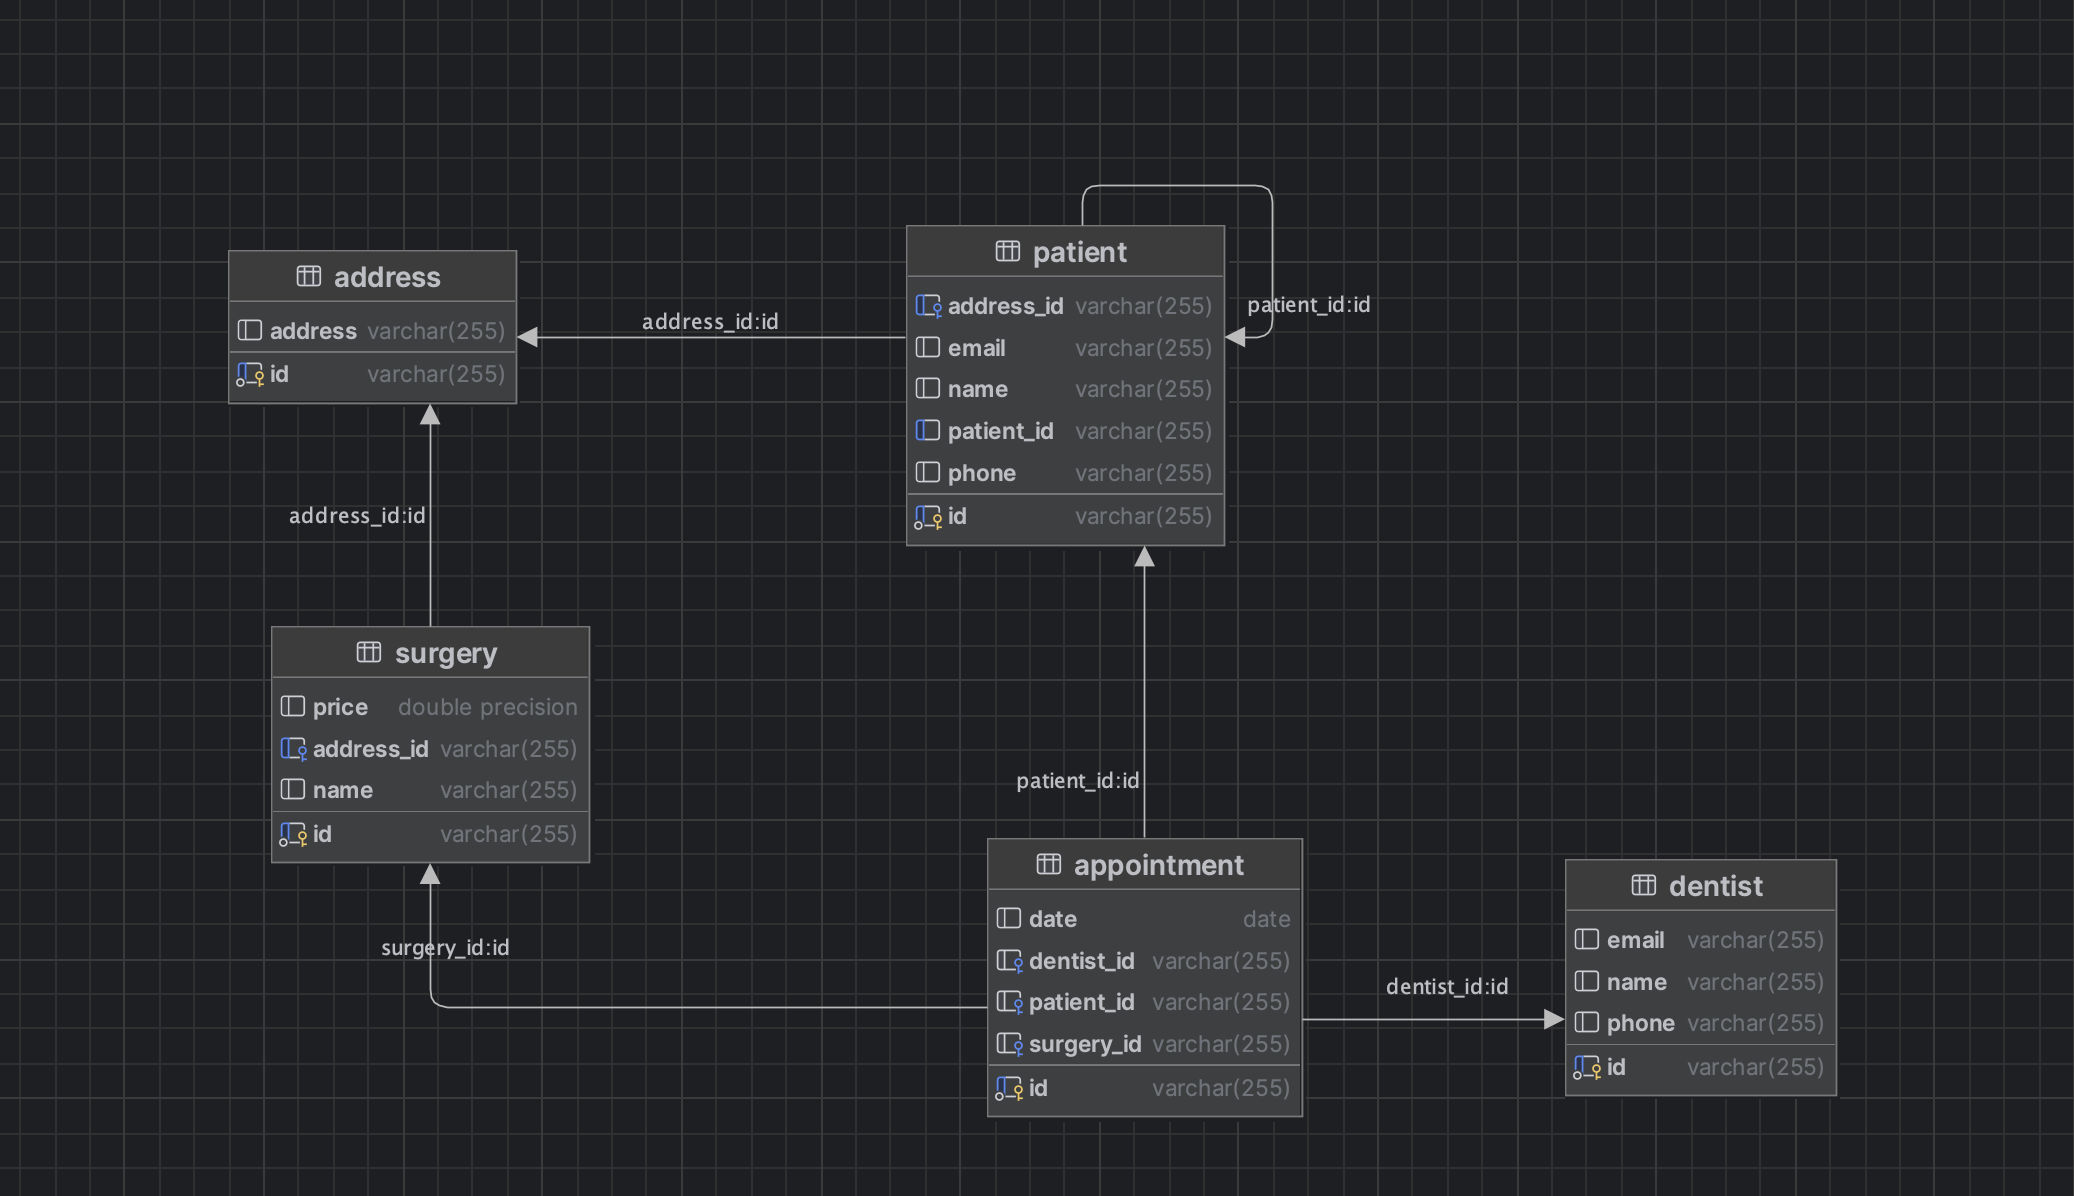 patient
address_id varchar(255)
email varchar(255)
name varchar(255)
patient_id varchar(255)
phone varchar(255)
id varchar(255)
patient_id:id
address
address varchar(255)
id varchar(255)
address_id:id
address_id:id
surgery
price double precision
address_id varchar(255)
name varchar(255)
id varchar(255)
patient_id:id
surgery_id:id
appointment
date date
dentist_id varchar(255)
patient_id varchar(255)
surgery_id varchar(255)
id varchar(255)
dentist_id:id
dentist
email varchar(255)
name varchar(255)
phone varchar(255)
id varchar(255)